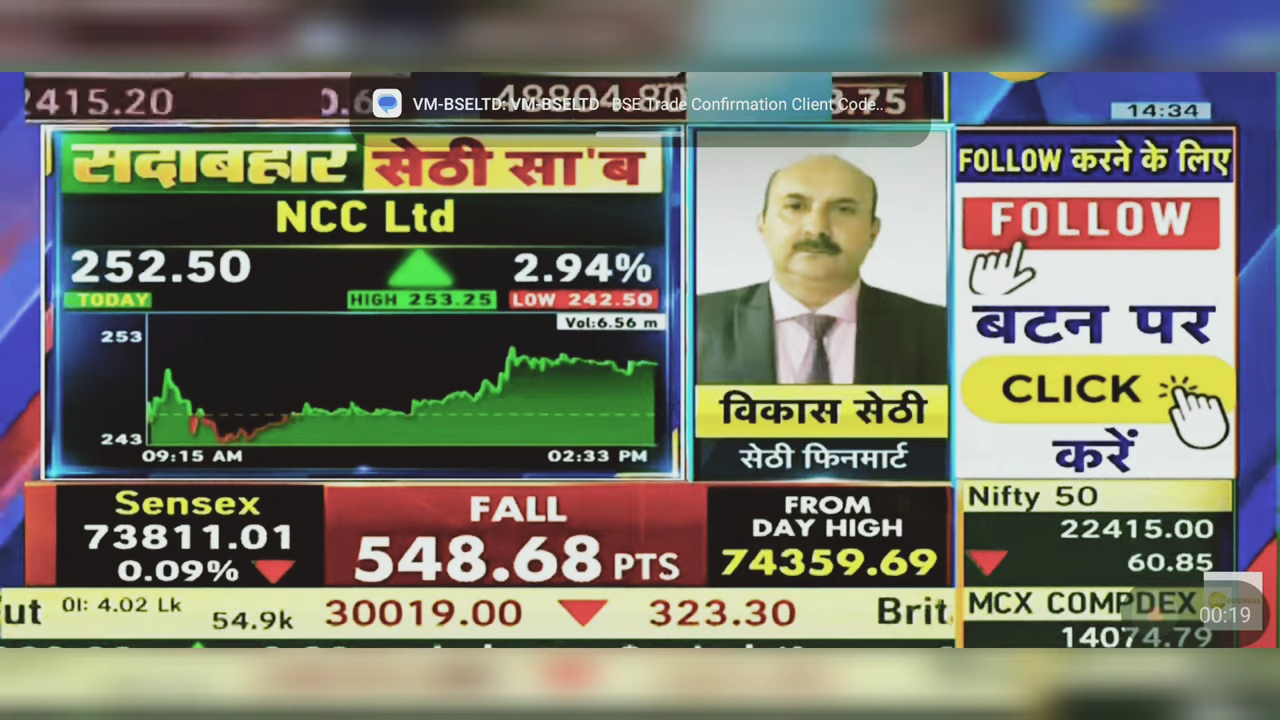 2415.20
48804.80
VM-BSELTD: VM-BSELTD BSE Trade Confirmation Client Code..
14:34
सदाबहार सेठी सा'ब
NCC Ltd
252.50
2.94%
TODAY
HIGH 253.25
LOW 242.50
Vol:6.56 m
253
243
09:15 AM
02:33 PM
विकास सेठी
सेठी फिनमार्ट
FOLLOW करने के लिए
FOLLOW
बटन पर
CLICK
करें
Sensex
73811.01
0.09%
FALL
548.68 PTS
FROM
DAY HIGH
74359.69
Nifty 50
22415.00
60.85
MCX COMPDEX
14074.79
00:19
ut OI: 4.02 Lk 54.9k 30019.00 323.30 Brit